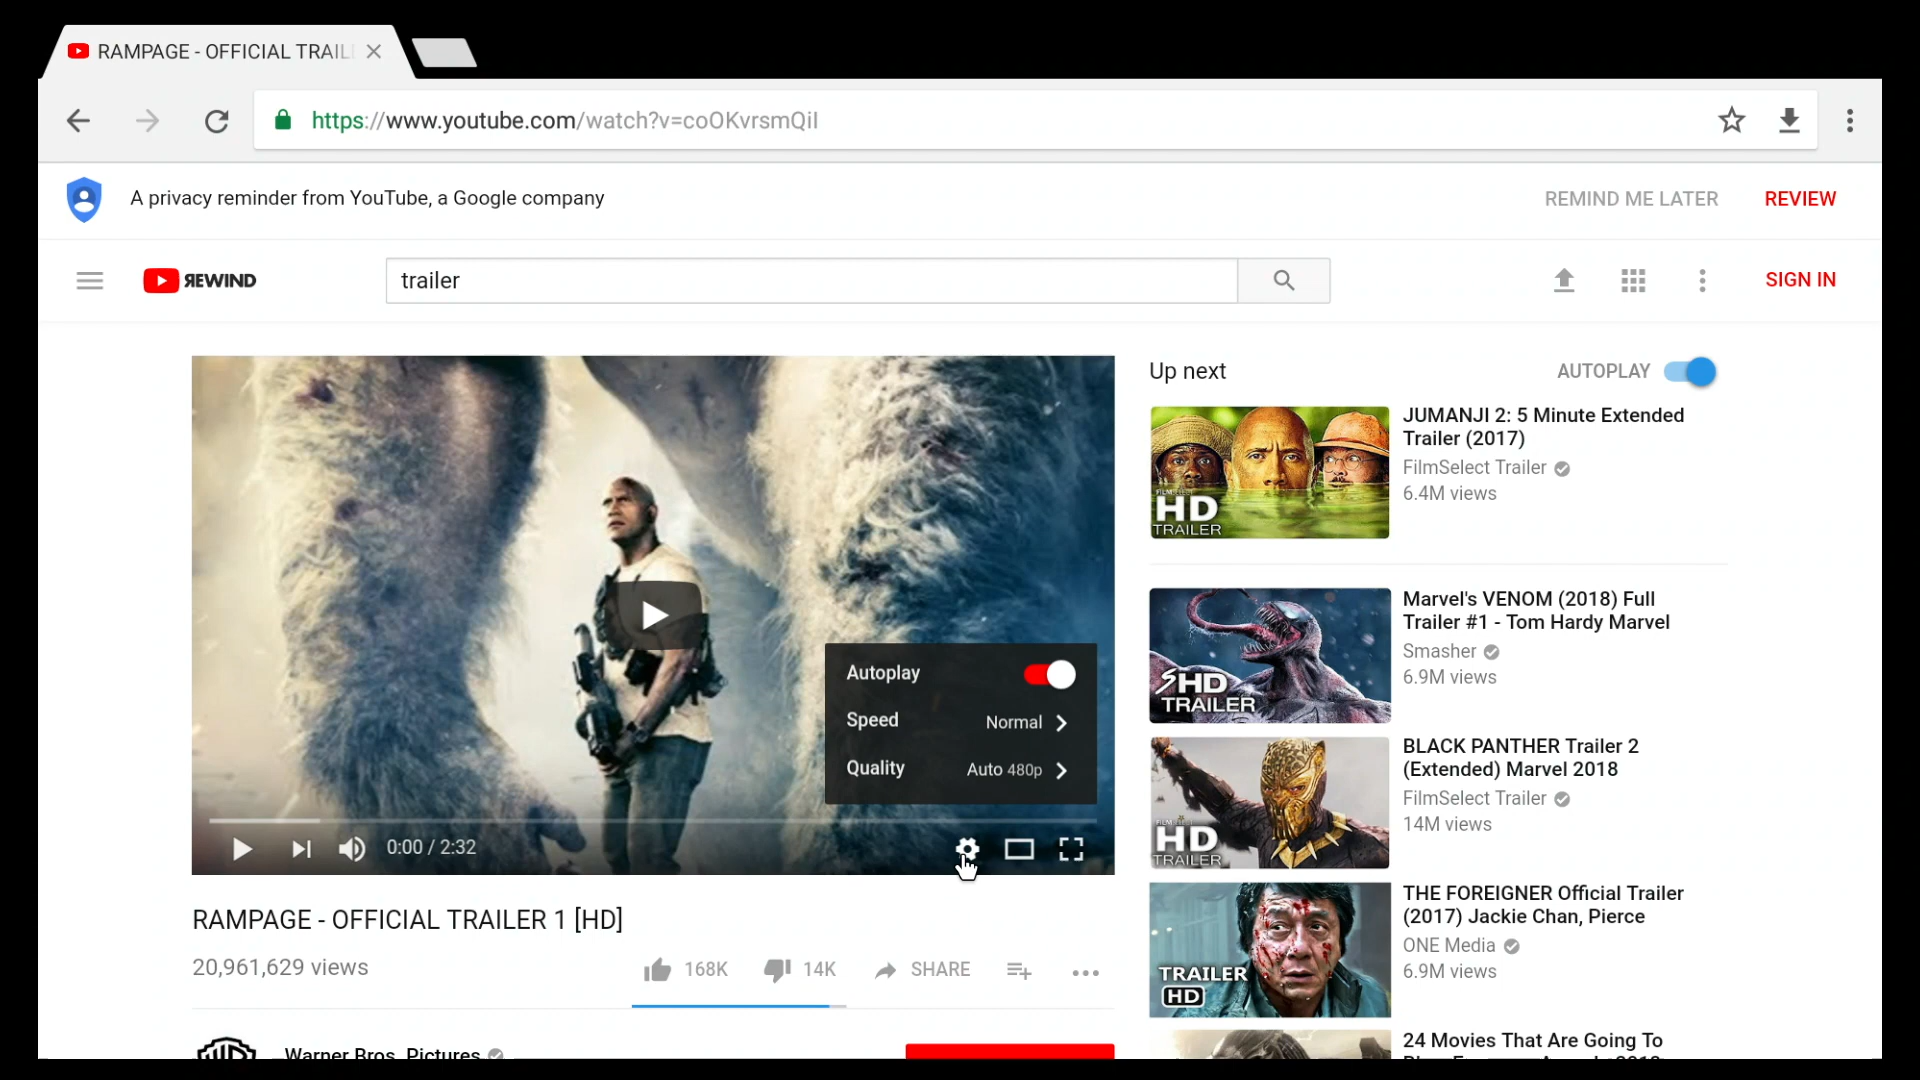 RAMPAGE - OFFICIAL TRAIL
https://www.youtube.com/watch?v=coOKvrsmQiI
A privacy reminder from YouTube, a Google company
REMIND ME LATER
REVIEW
REWIND
trailer
SIGN IN
Up next
AUTOPLAY
JUMANJI 2: 5 Minute Extended
Trailer (2017)
FilmSelect Trailer
6.4M views
HD
TRAILER
Marvel's VENOM (2018) Full
Trailer #1 - Tom Hardy Marvel
Smasher
6.9M views
SHD
TRAILER
Autoplay
Speed
Normal
Quality
Auto 480p
0:00 / 2:32
BLACK PANTHER Trailer 2
(Extended) Marvel 2018
FilmSelect Trailer
14M views
HD
TRAILER
THE FOREIGNER Official Trailer
(2017) Jackie Chan, Pierce
ONE Media
6.9M views
TRAILER
HD
RAMPAGE - OFFICIAL TRAILER 1 [HD]
20,961,629 views
168K
14K
SHARE
Warner Bros. Pictures
24 Movies That Are Going To